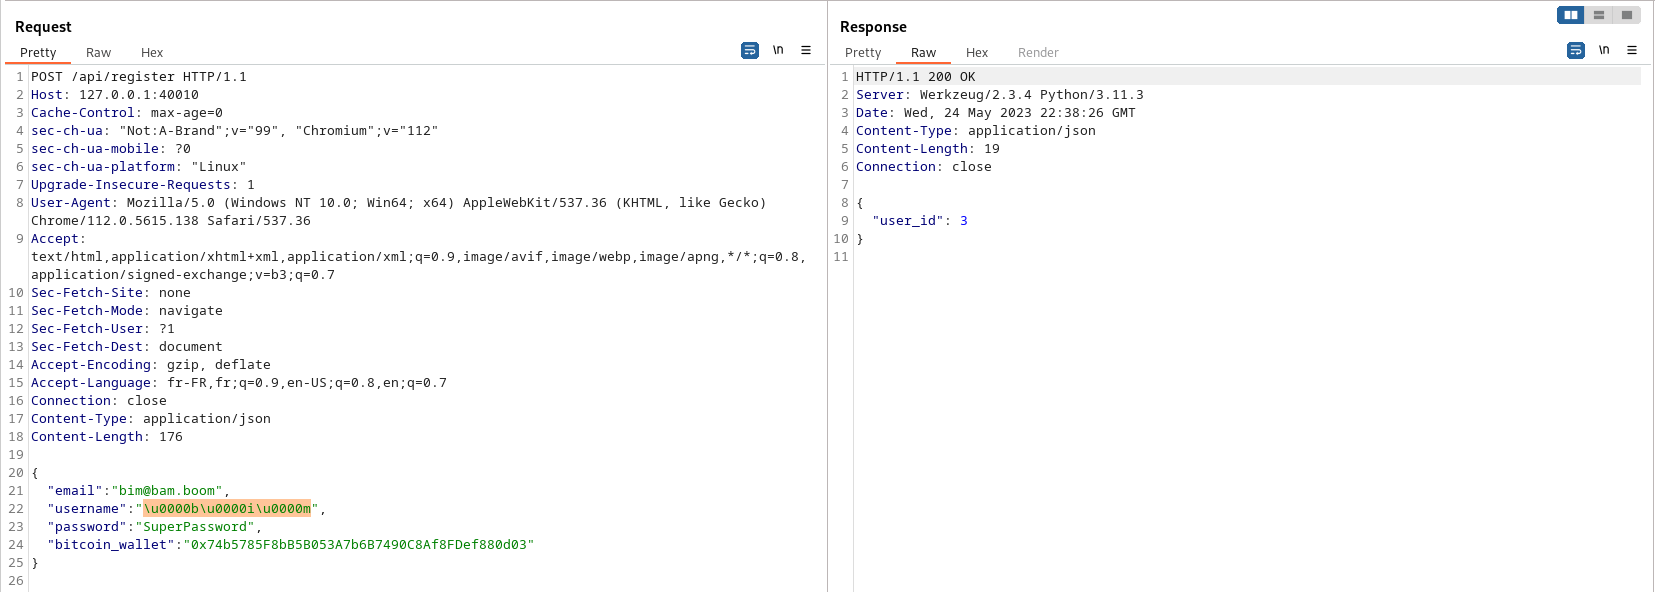 Request
Pretty Raw Hex \n
1 POST /api/register HTTP/1.1
2 Host: 127.0.0.1:40010
3 Cache-Control: max-age=0
4 sec-ch-ua: "Not:A-Brand";v="99", "Chromium";v="112"
5 sec-ch-ua-mobile: ?0
6 sec-ch-ua-platform: "Linux"
7 Upgrade-Insecure-Requests: 1
8 User-Agent: Mozilla/5.0 (Windows NT 10.0; Win64; x64) AppleWebKit/537.36 (KHTML, like Gecko)
Chrome/112.0.5615.138 Safari/537.36
9 Accept:
text/html,application/xhtml+xml,application/xml;q=0.9,image/avif,image/webp,image/apng,*/*;q=0.8,
application/signed-exchange;v=b3;q=0.7
10 Sec-Fetch-Site: none
11 Sec-Fetch-Mode: navigate
12 Sec-Fetch-User: ?1
13 Sec-Fetch-Dest: document
14 Accept-Encoding: gzip, deflate
15 Accept-Language: fr-FR,fr;q=0.9,en-US;q=0.8,en;q=0.7
16 Connection: close
17 Content-Type: application/json
18 Content-Length: 176
19
20 {
21 "email":"bim@bam.boom",
22 "username":"\u0000b\u0000i\u0000m",
23 "password":"SuperPassword",
24 "bitcoin_wallet":"0x74b5785F8bB5B053A7b6B7490C8Af8FDef880d03"
25 }
26
Response
Pretty Raw Hex Render \n
1 HTTP/1.1 200 OK
2 Server: Werkzeug/2.3.4 Python/3.11.3
3 Date: Wed, 24 May 2023 22:38:26 GMT
4 Content-Type: application/json
5 Content-Length: 19
6 Connection: close
7
8 {
9 "user_id": 3
10 }
11